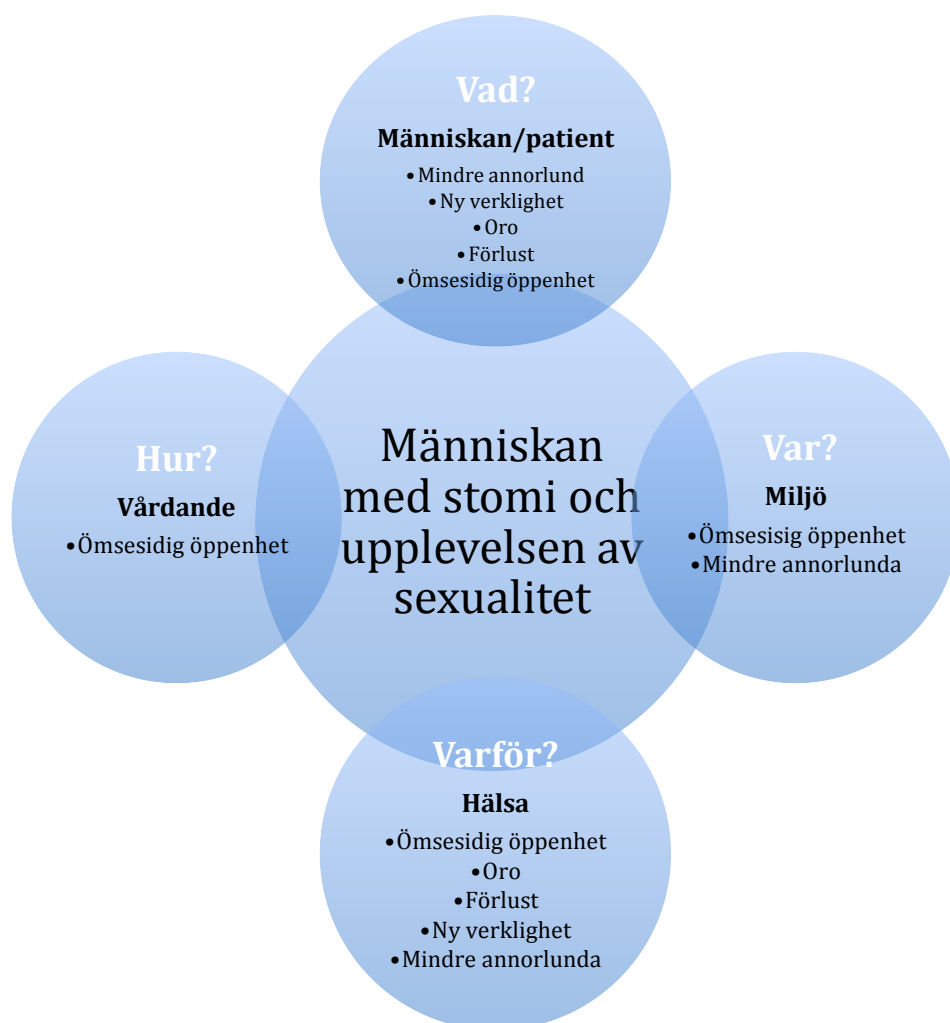 Vad?
Människan/patient
•Mindre annorlund
•Ny verklighet
•Oro
•Förlust
•Ömsesidig öppenhet
Hur?
Vårdande
•Ömsesidig öppenhet
Människan
med stomi och
upplevelsen av
sexualitet
Var?
Miljö
•Ömsesisig öppenhet
•Mindre annorlunda
Varför?
Hälsa
•Ömsesidig öppenhet
•Oro
•Förlust
•Ny verklighet
•Mindre annorlunda